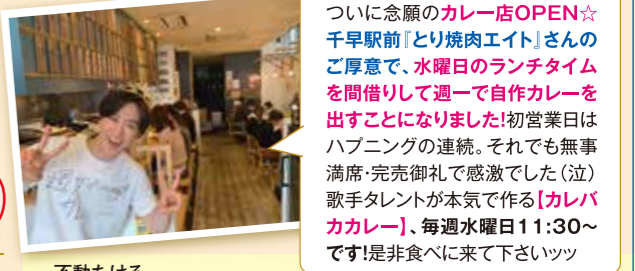 ついに念願のカレー店OPEN☆
千早駅前『とり焼肉エイト』さんの
ご厚意で、水曜日のランチタイム
を間借りして週一で自作カレーを
出すことになりました!初営業日は
ハプニングの連続。それでも無事
満席・完売御礼で感激でした（泣）
歌手タレントが本気で作る【カレバ
カカレー】、毎週水曜日11:30〜
です!是非食べに来て下さいッッ